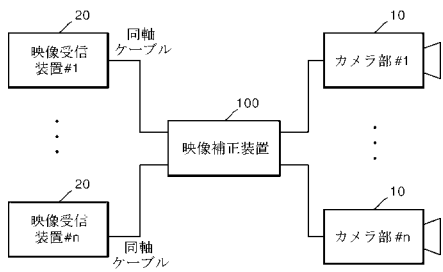 20
映像受信
装置#1
同軸
ケーブル
10
カメラ部 #1
100
映像補正装置
20
映像受信
装置#n
同軸
ケーブル
10
カメラ部#n